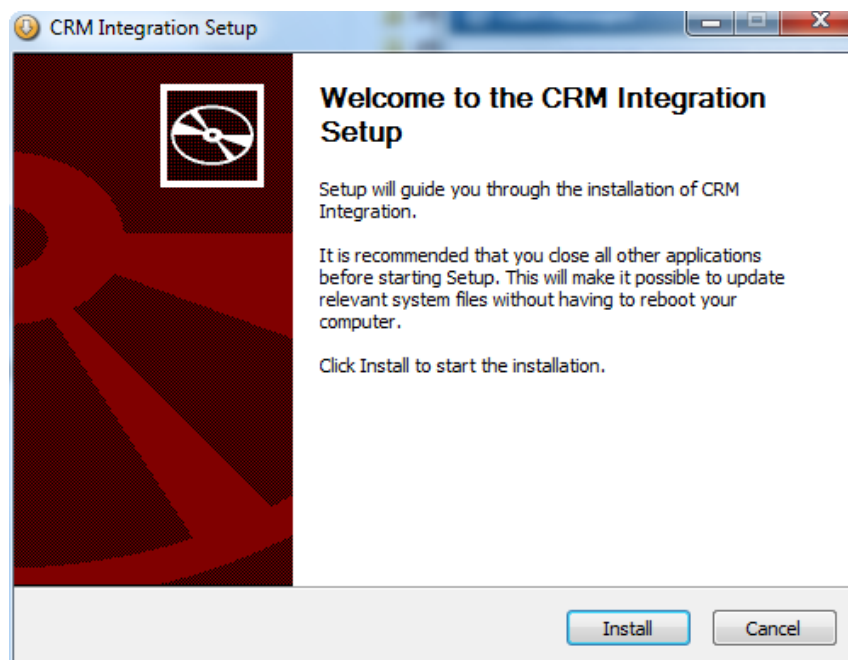 CRM Integration Setup
Welcome to the CRM Integration
Setup
Setup will guide you through the installation of CRM
Integration.
It is recommended that you close all other applications
before starting Setup. This will make it possible to update
relevant system files without having to reboot your
computer.
Click Install to start the installation.
Install Cancel